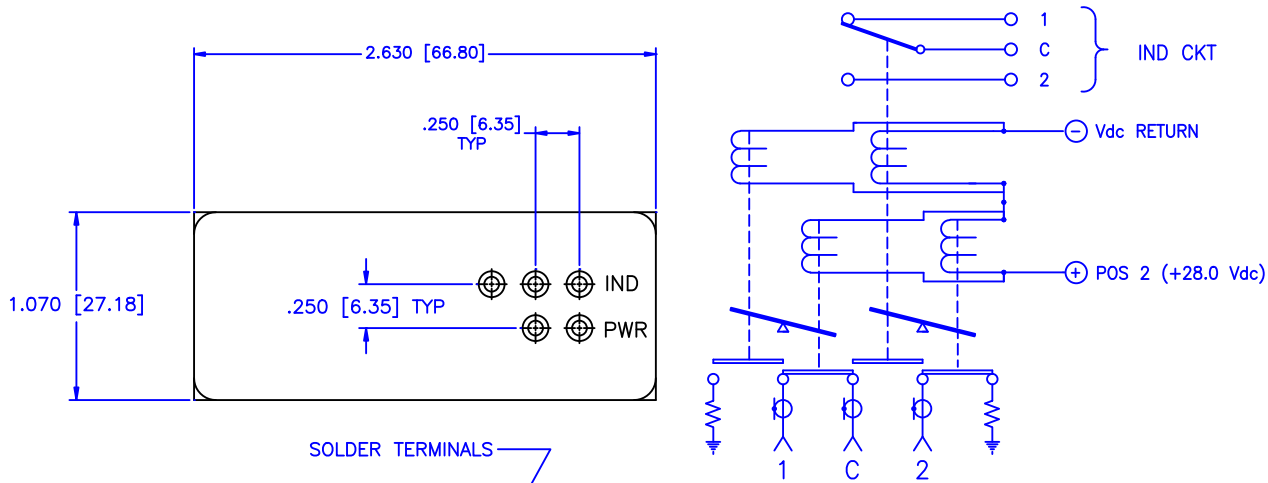 2.630 [66.80]
.250 [6.35]
TYP
1.070 [27.18]
.250 [6.35] TYP
IND
PWR
SOLDER TERMINALS
1
C
2
IND CKT
− Vdc RETURN
+ POS 2 (+28.0 Vdc)
1 C 2